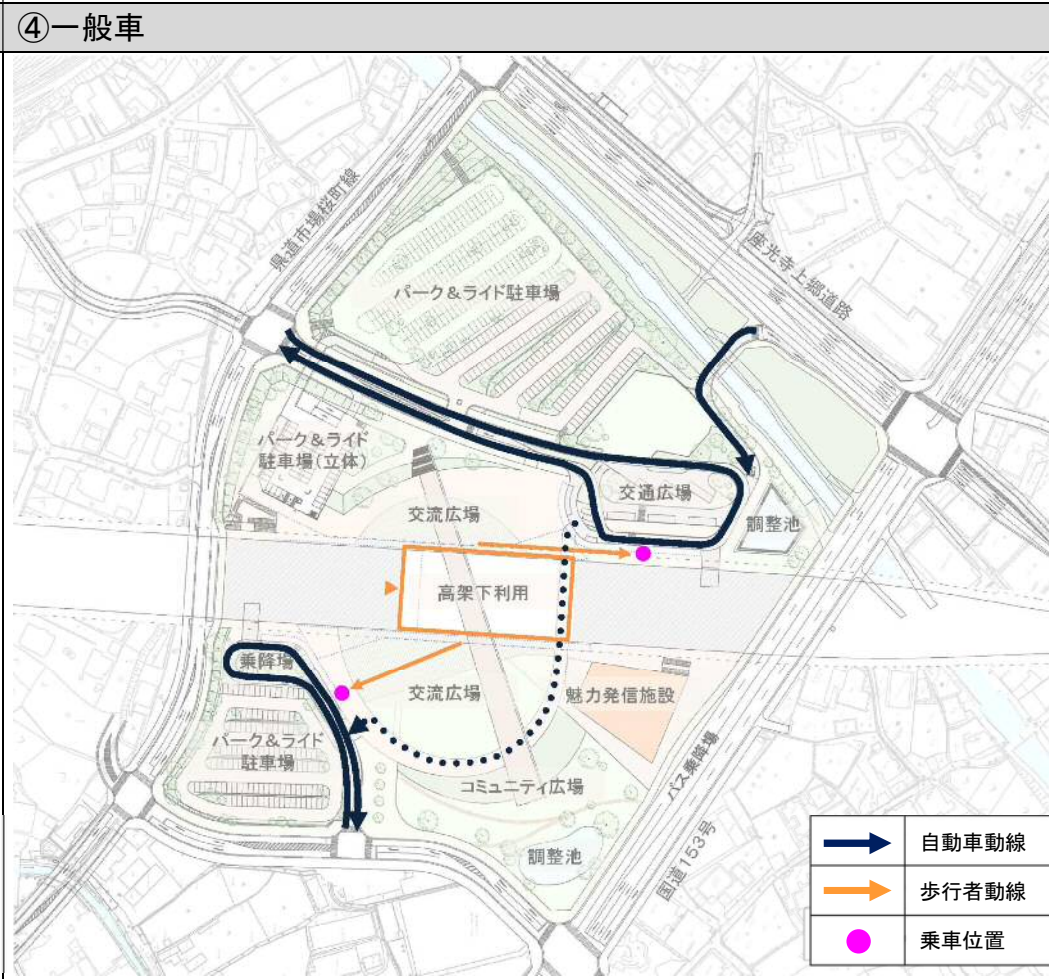 ④一般車
県道市場桜町線
座光寺上郷道路
パーク＆ライド駐車場
パーク＆ライド
駐車場(立体)
交通広場
調整池
交流広場
高架下利用
乗降場
交流広場
魅力発信施設
パーク＆ライド
駐車場
コミュニティ広場
バス乗降場
調整池
国道153号
自動車動線
歩行者動線
乗車位置